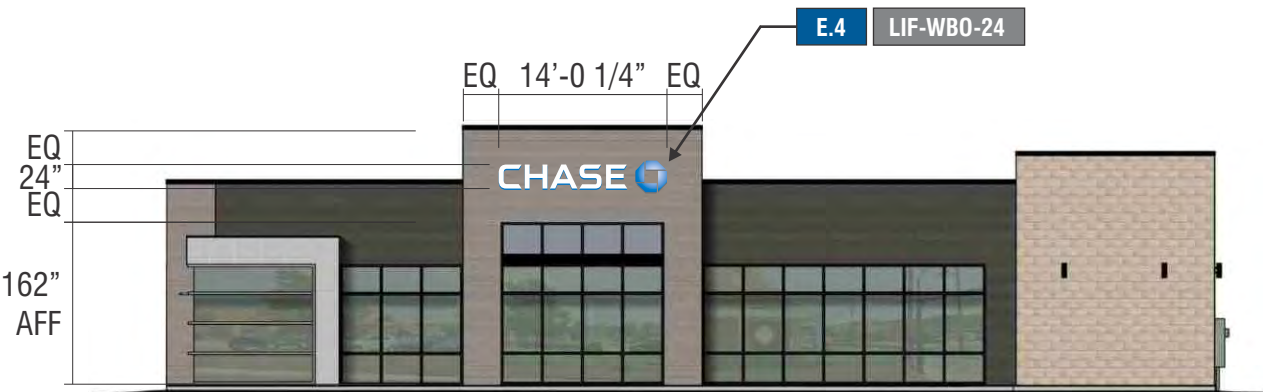 E.4 LIF-WBO-24
EQ 14’-0 1/4” EQ
EQ
24”
EQ
CHASE
162”
AFF